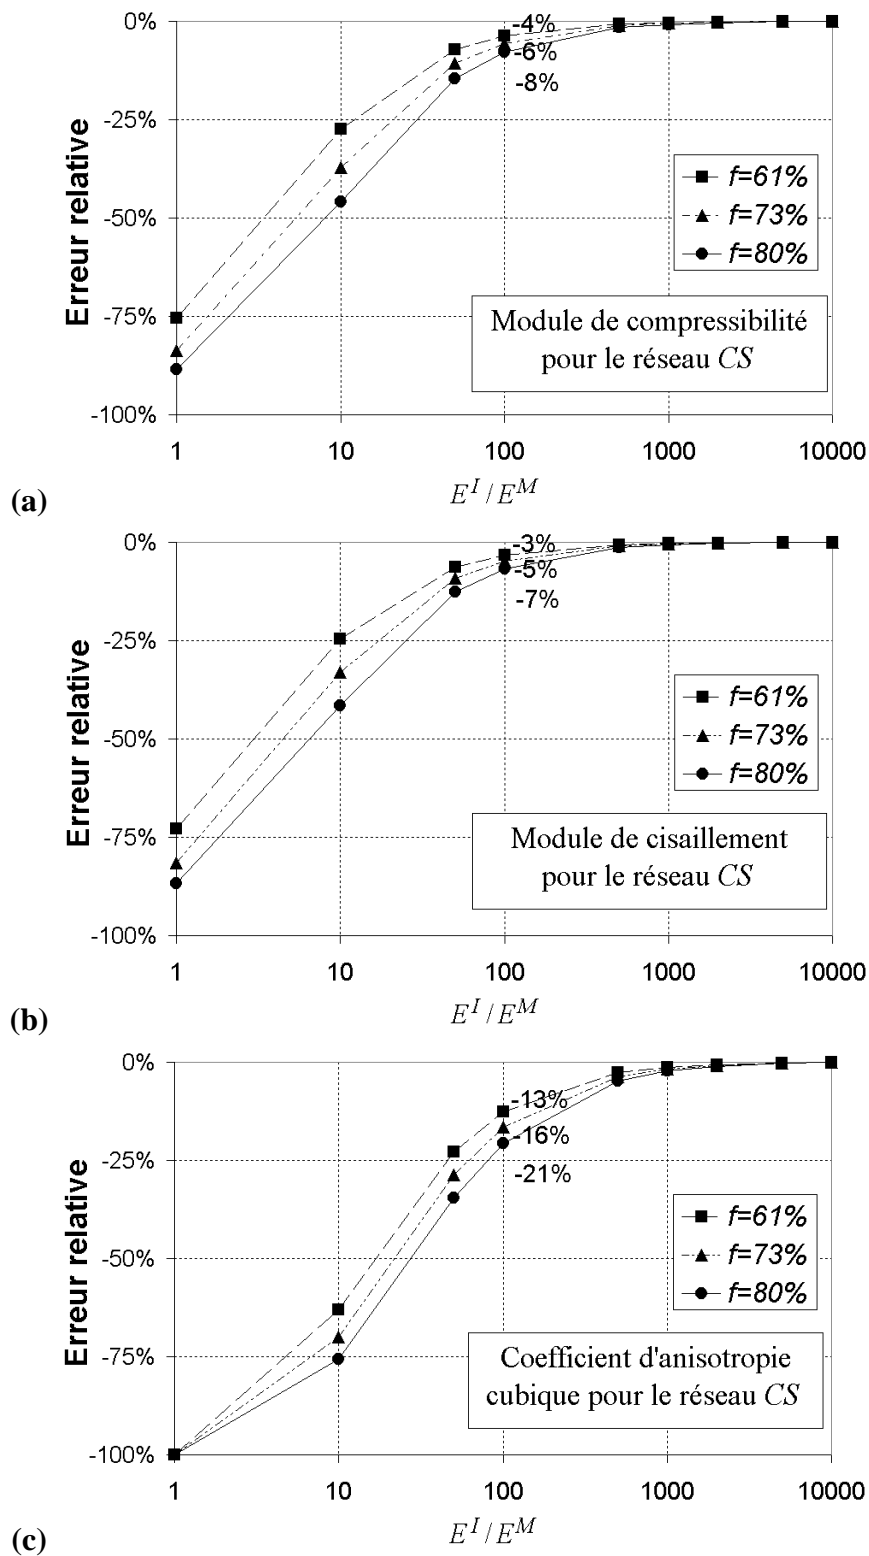 0%
-25%
-50%
-75%
-100%
Erreur relative
-4%
-6%
-8%
f=61%
f=73%
f=80%
Module de compressibilité
pour le réseau CS
1
10
100
1000
10000
E^I / E^M
(a)
0%
-25%
-50%
-75%
-100%
Erreur relative
-3%
-5%
-7%
f=61%
f=73%
f=80%
Module de cisaillement
pour le réseau CS
1
10
100
1000
10000
E^I / E^M
(b)
0%
-25%
-50%
-75%
-100%
Erreur relative
-13%
-16%
-21%
f=61%
f=73%
f=80%
Coefficient d'anisotropie
cubique pour le réseau CS
1
10
100
1000
10000
E^I / E^M
(c)